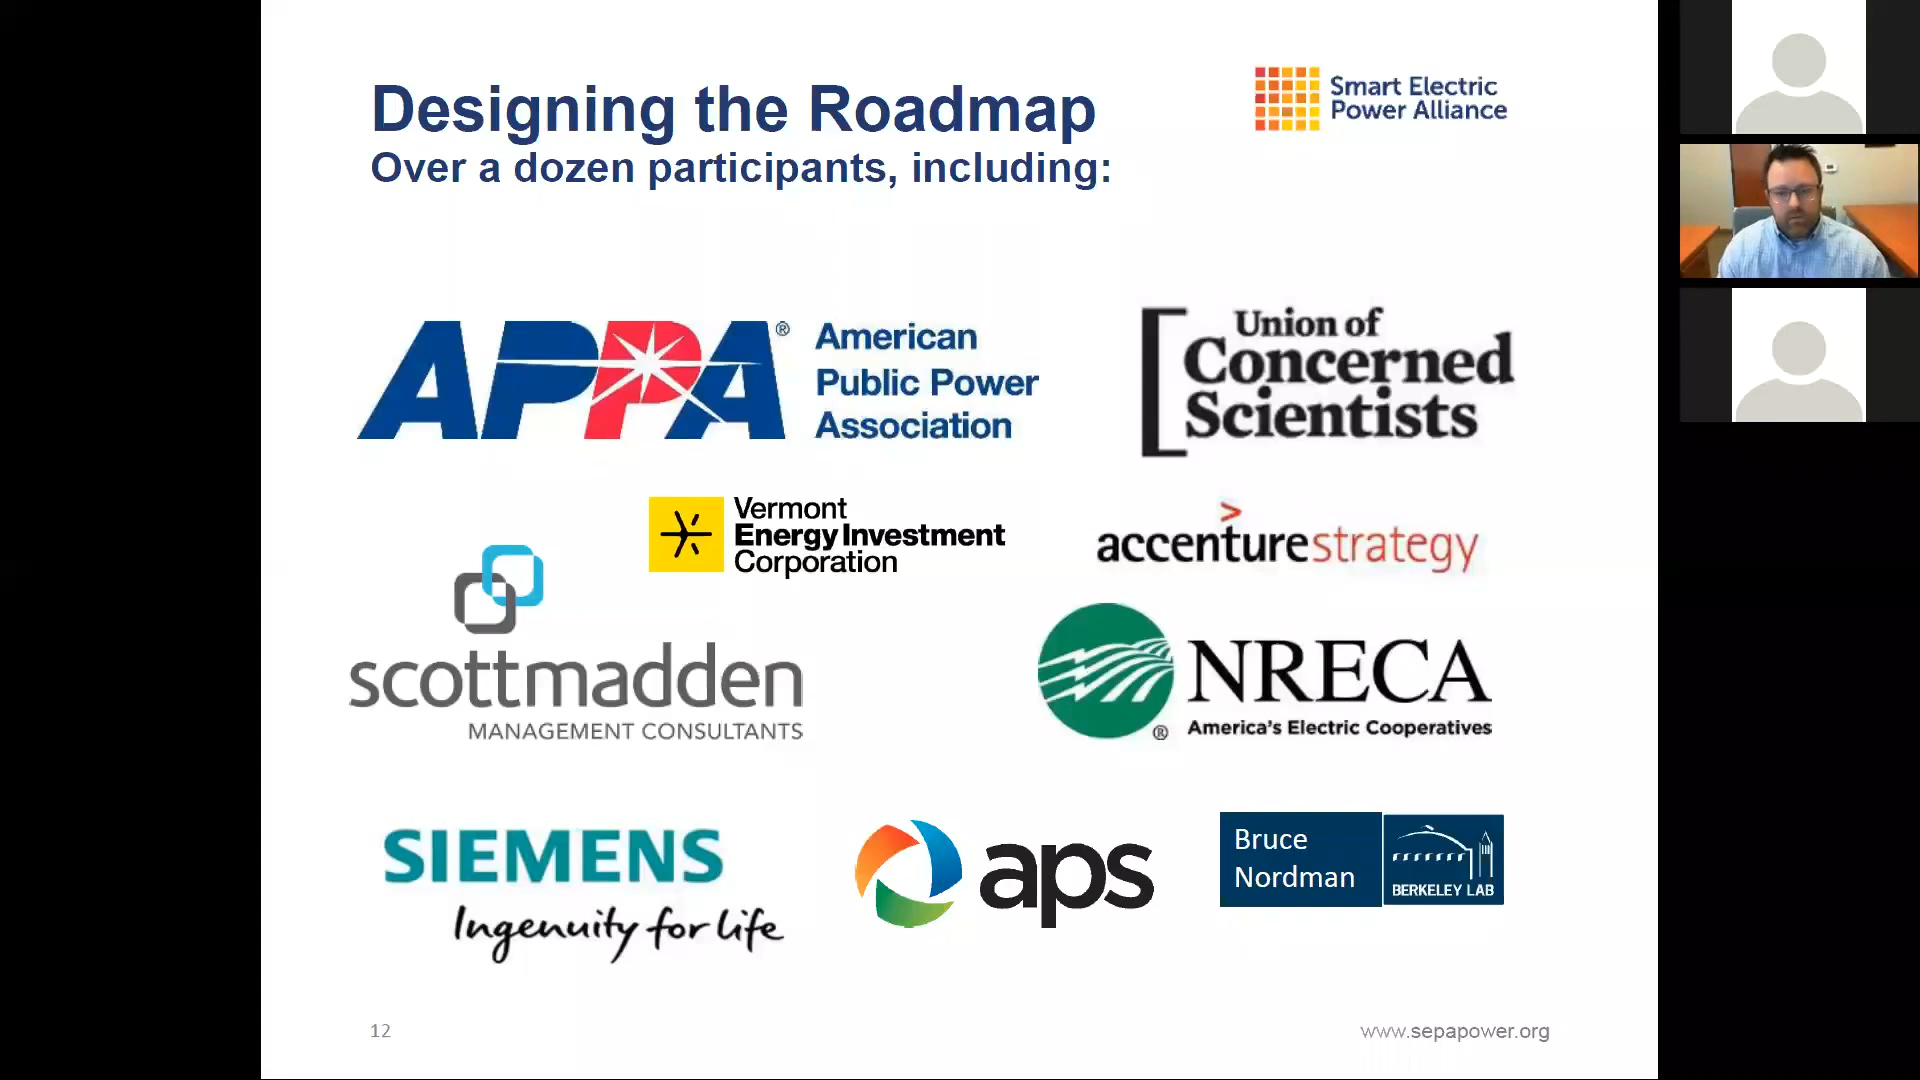 Designing the Roadmap
Over a dozen participants, including:
Smart Electric
Power Alliance
APPA®
American
Public Power
Association
Union of
Concerned
Scientists
Vermont
Energy Investment
Corporation
accenturestrategy
scottmadden
MANAGEMENT CONSULTANTS
NRECA
®
America's Electric Cooperatives
SIEMENS
Ingenuity for life
aps
Bruce
Nordman
BERKELEY LAB
12
www.sepapower.org